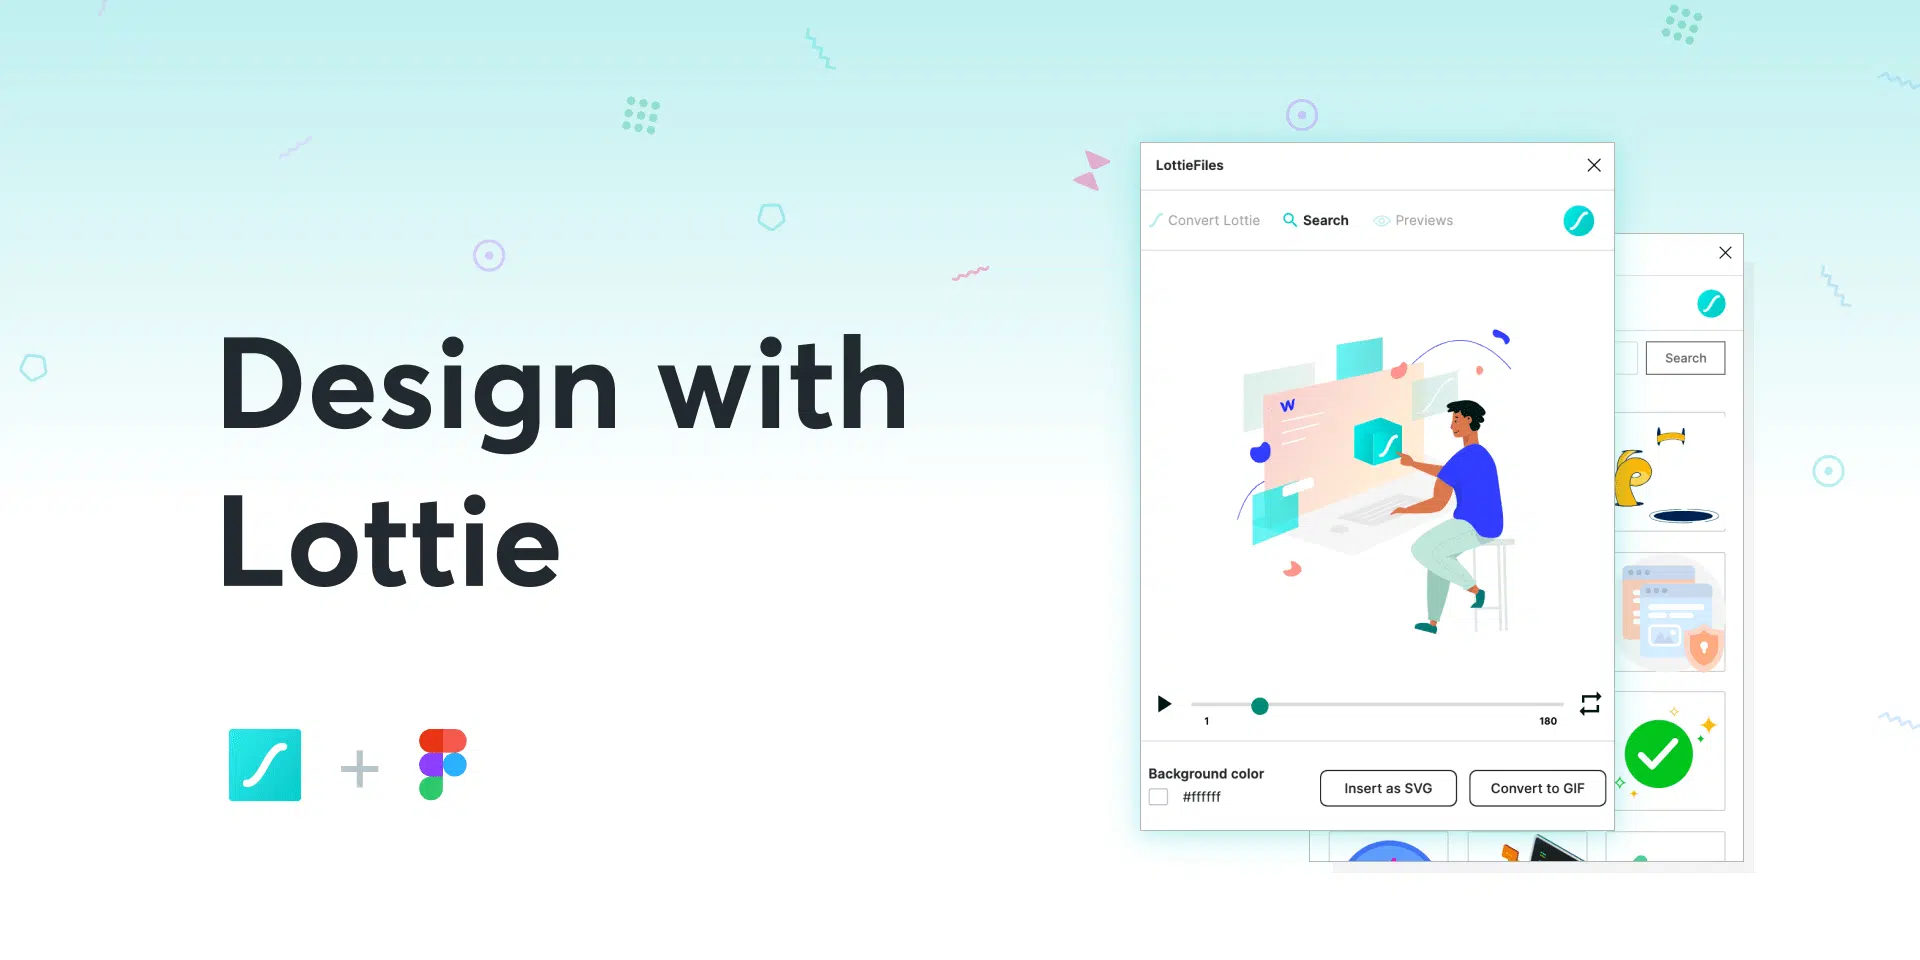 Design with
Lottie
LottieFiles
Convert Lottie
Search
Previews
W
1
180
Background color
#ffffff
Insert as SVG
Convert to GIF
Search